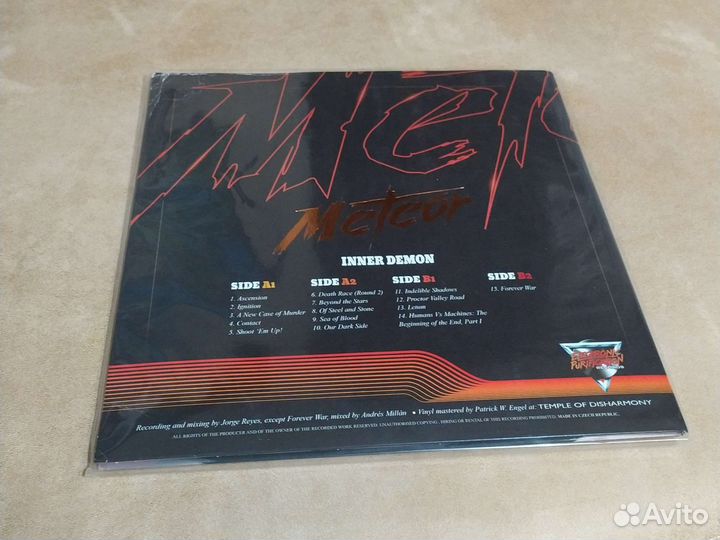 Meteor
INNER DEMON
SIDE A1
1. Ascension
2. Ignition
3. A New Case of Murder
4. Contact
5. Shoot 'Em Up!
SIDE A2
6. Death Race (Round 2)
7. Beyond the Stars
8. Of Steel and Stone
9. Sea of Blood
10. Our Dark Side
SIDE B1
11. Indelible Shadows
12. Proctor Valley Road
13. Lenum
14. Humans Vs Machines: The
Beginning of the End, Part I
SIDE B2
15. Forever War
ELECTRONIC
PURIFICATION
RECORDS
Recording and mixing by Jorge Reyes, except Forever War, mixed by Andrés Millán • Vinyl mastered by Patrick W. Engel at: TEMPLE OF DISHARMONY
ALL RIGHTS OF THE PRODUCER AND OF THE OWNER OF THE RECORDED WORK RESERVED. UNAUTHORISED COPYING, HIRING OR RENTAL OF THIS RECORDING PROHIBITED. MADE IN CZECH REPUBLIC.
Avito